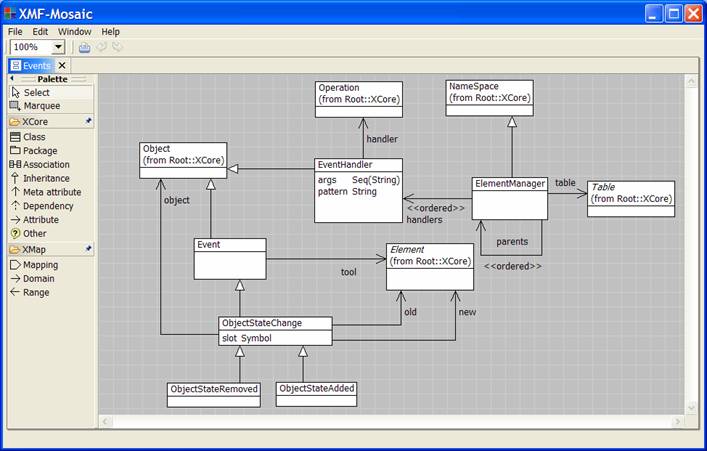 XMF-Mosaic
File Edit Window Help
100%
Events
Palette
Select
Marquee
XCore
Class
Package
Association
Inheritance
Meta attribute
Dependency
Attribute
Other
XMap
Mapping
Domain
Range
Operation
(from Root::XCore)
NameSpace
(from Root::XCore)
handler
Object
(from Root::XCore)
EventHandler
args Seq(String)
pattern String
ElementManager
table
Table
(from Root::XCore)
object
<<ordered>>
handlers
parents
<<ordered>>
Event
tool
Element
(from Root::XCore)
old
new
ObjectStateChange
slot Symbol
ObjectStateRemoved
ObjectStateAdded